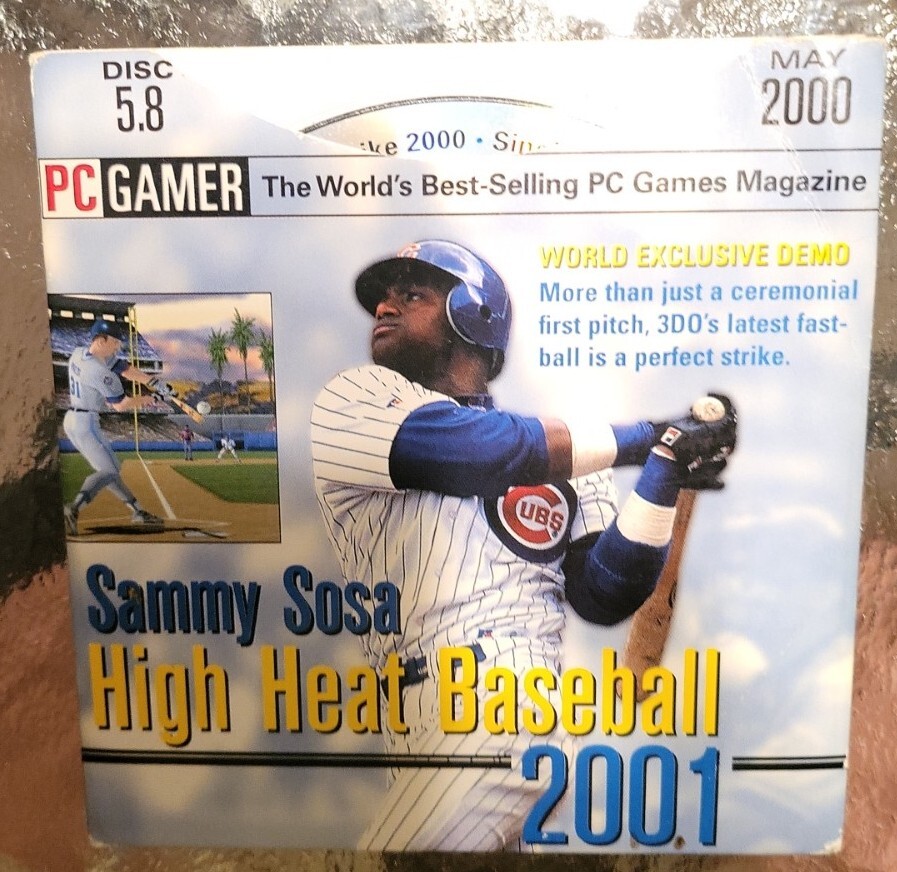 DISC
5.8
MAY
2000
2000 • Sin
PC GAMER The World's Best-Selling PC Games Magazine
WORLD EXCLUSIVE DEMO
More than just a ceremonial
first pitch, 3DO's latest fast-
ball is a perfect strike.
31
CUBS
Sammy Sosa
High Heat Baseball
2001